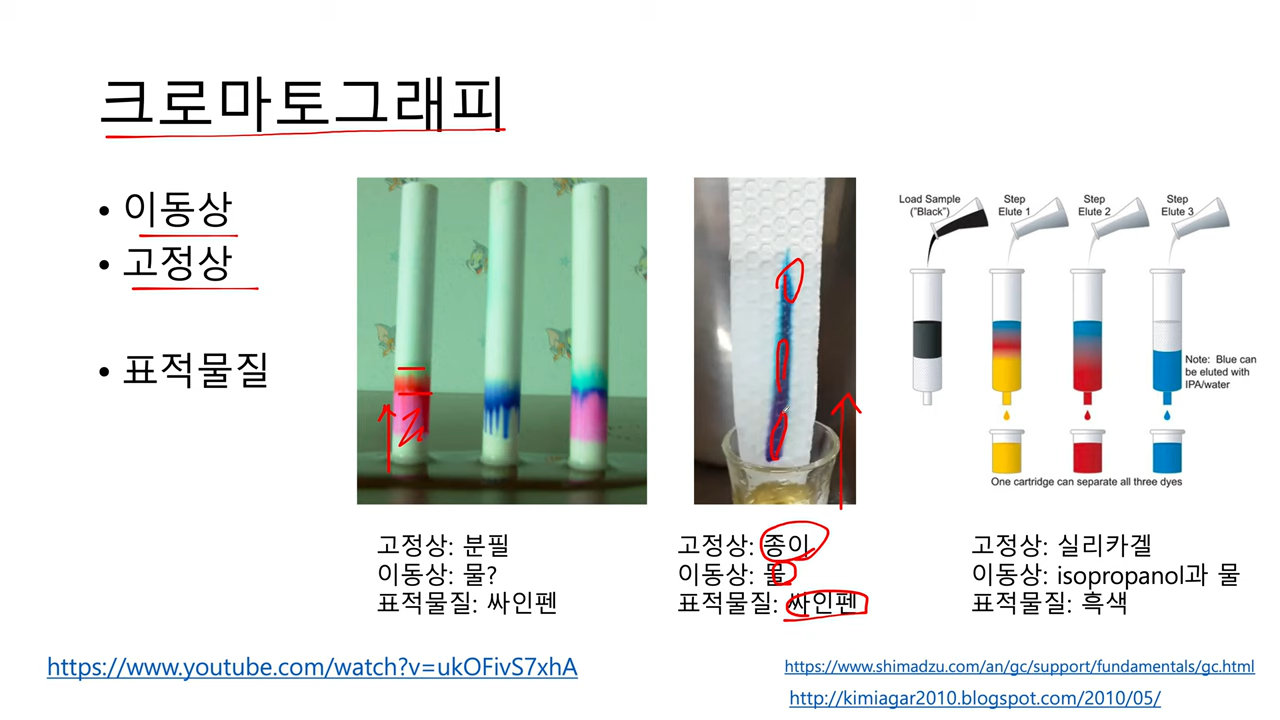 크로마토그래피
• 이동상
• 고정상
• 표적물질
Load Sample
("Black")
Step
Elute 1
Step
Elute 2
Step
Elute 3
Note: Blue can
be eluted with
IPA/water
One cartridge can separate all three dyes
고정상: 분필
이동상: 물?
표적물질: 싸인펜
고정상: 종이
이동상: 물
표적물질: 싸인펜
고정상: 실리카겔
이동상: isopropanol과 물
표적물질: 흑색
https://www.youtube.com/watch?v=ukOFivS7xhA
https://www.shimadzu.com/an/gc/support/fundamentals/gc.html
http://kimiagar2010.blogspot.com/2010/05/